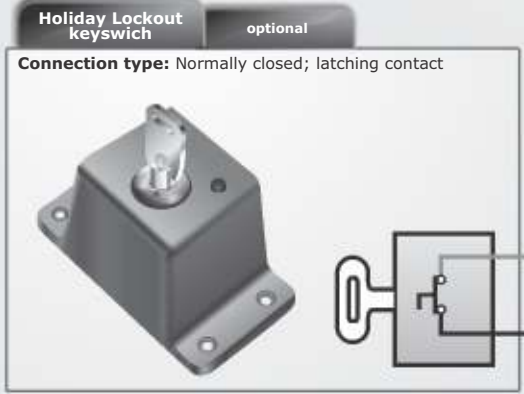 Holiday Lockout
keyswich
optional
Connection type: Normally closed; latching contact